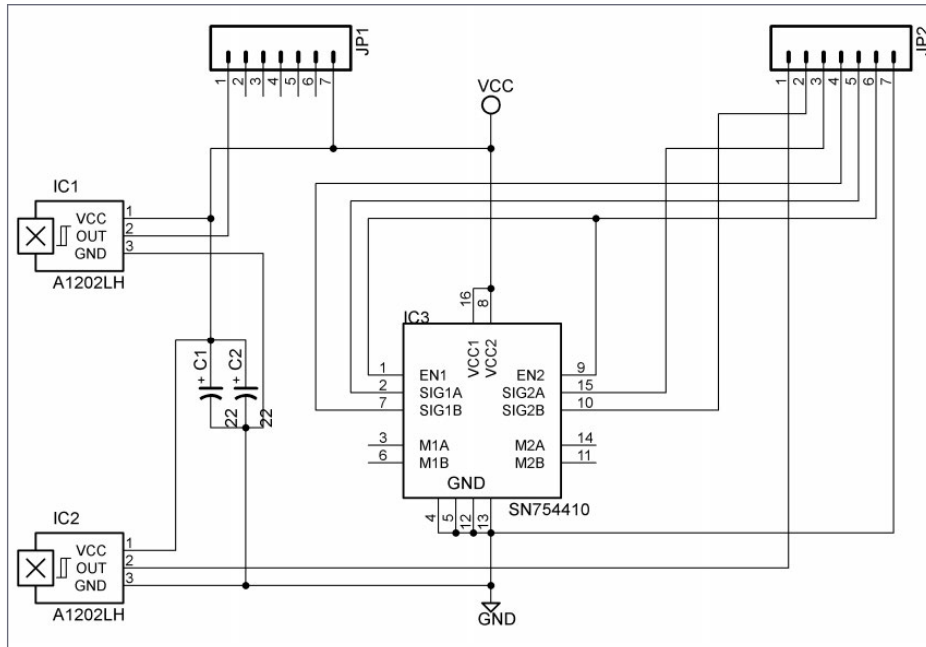 JP1
1 2 3 4 5 6 7
JP2
1 2 3 4 5 6 7
VCC
IC1
VCC 1
OUT 2
GND 3
A1202LH
+ C1
22
+ C2
22
IC3
16 8
VCC1 VCC2
1 EN1 EN2 9
2 SIG1A SIG2A 15
7 SIG1B SIG2B 10
3 M1A M2A 14
6 M1B M2B 11
GND
4 5 12 13
SN754410
IC2
VCC 1
OUT 2
GND 3
A1202LH
GND